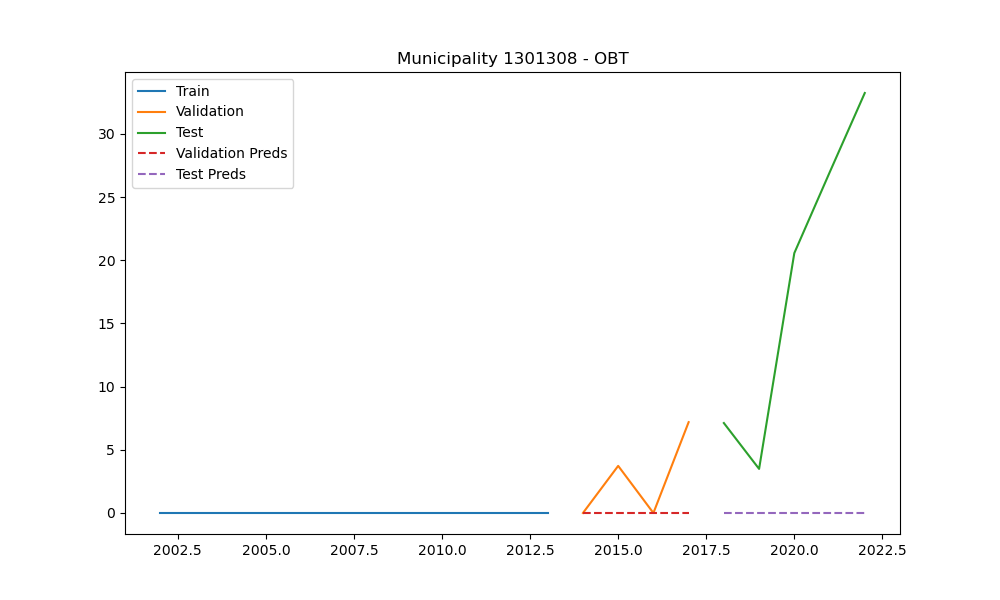 Municipality 1301308 - OBT
Train
Validation
Test
Validation Preds
Test Preds
30
25
20
15
10
5
0
2002.5 2005.0 2007.5 2010.0 2012.5 2015.0 2017.5 2020.0 2022.5